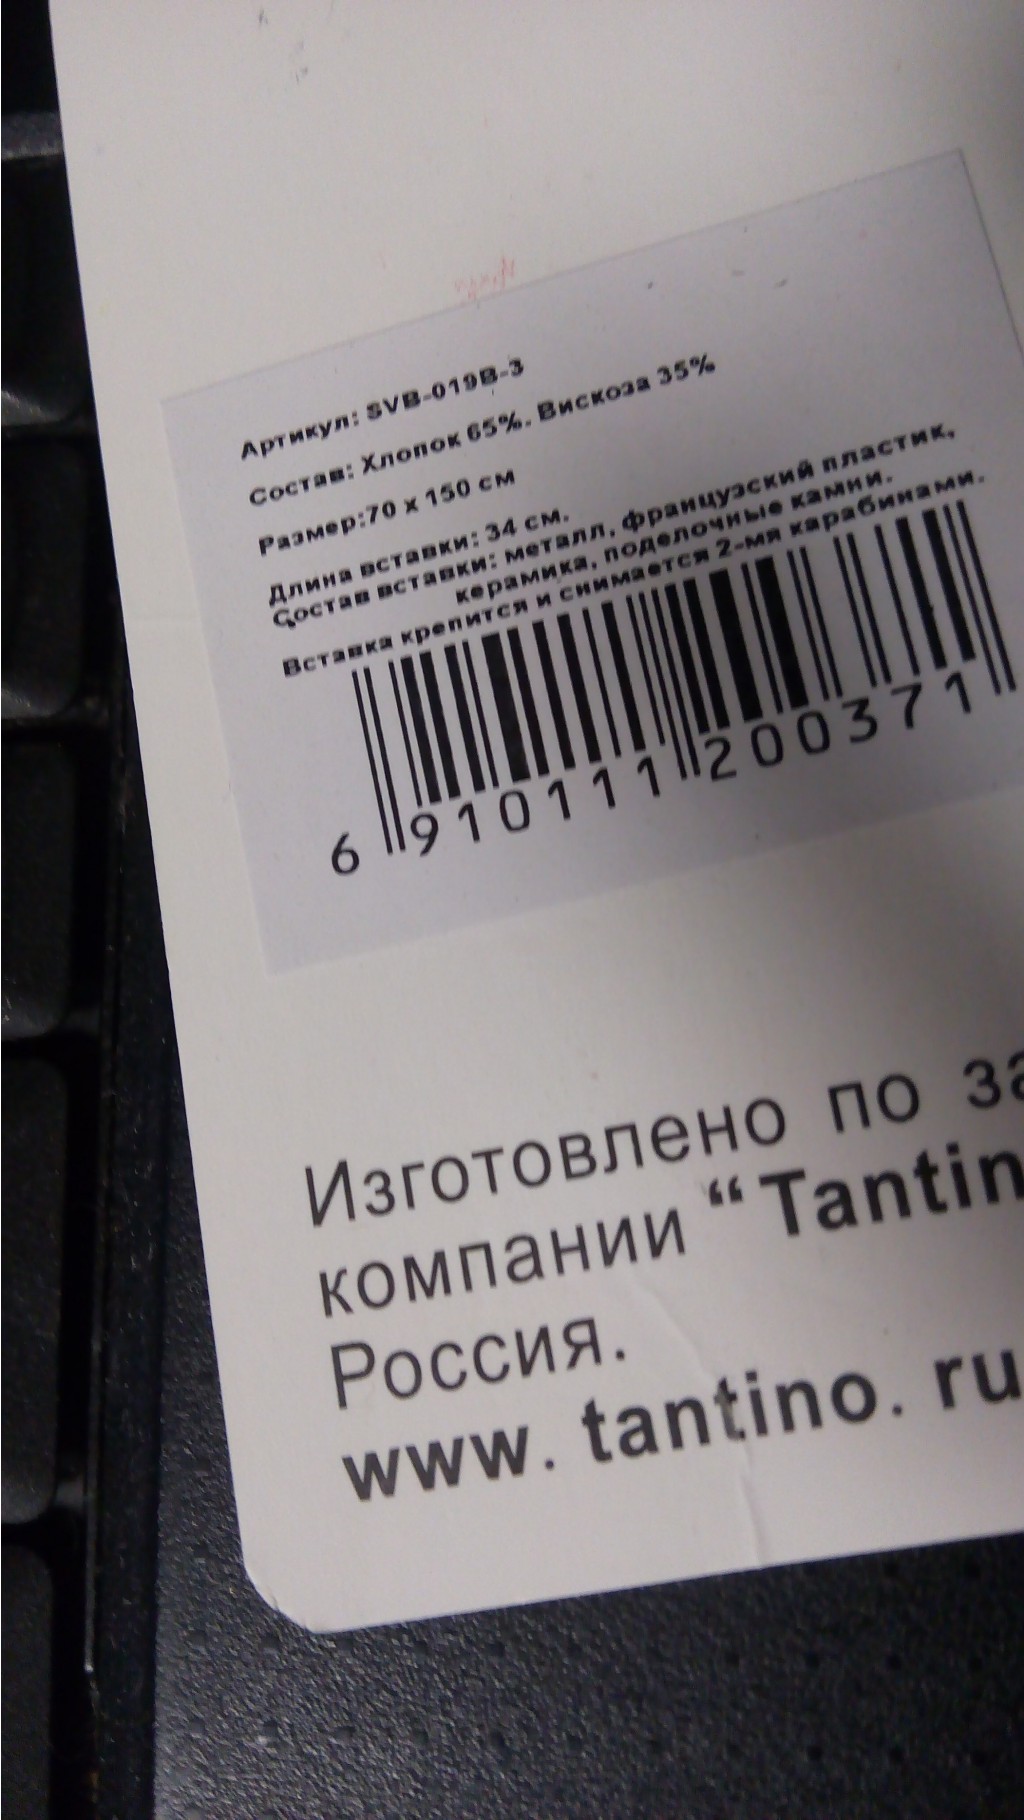 Артикул: SVB-019B-3
Состав: Хлопок 65%. Вискоза 35%
Размер:70 x 150 см
Длина вставки: 34 см.
Состав вставки: металл, французский пластик,
керамика, поделочные камни.
Вставка крепится и снимается 2-мя карабинами.
6 910111 200371
Изготовлено по за
компании “Tantin
Россия.
www. tantino. ru